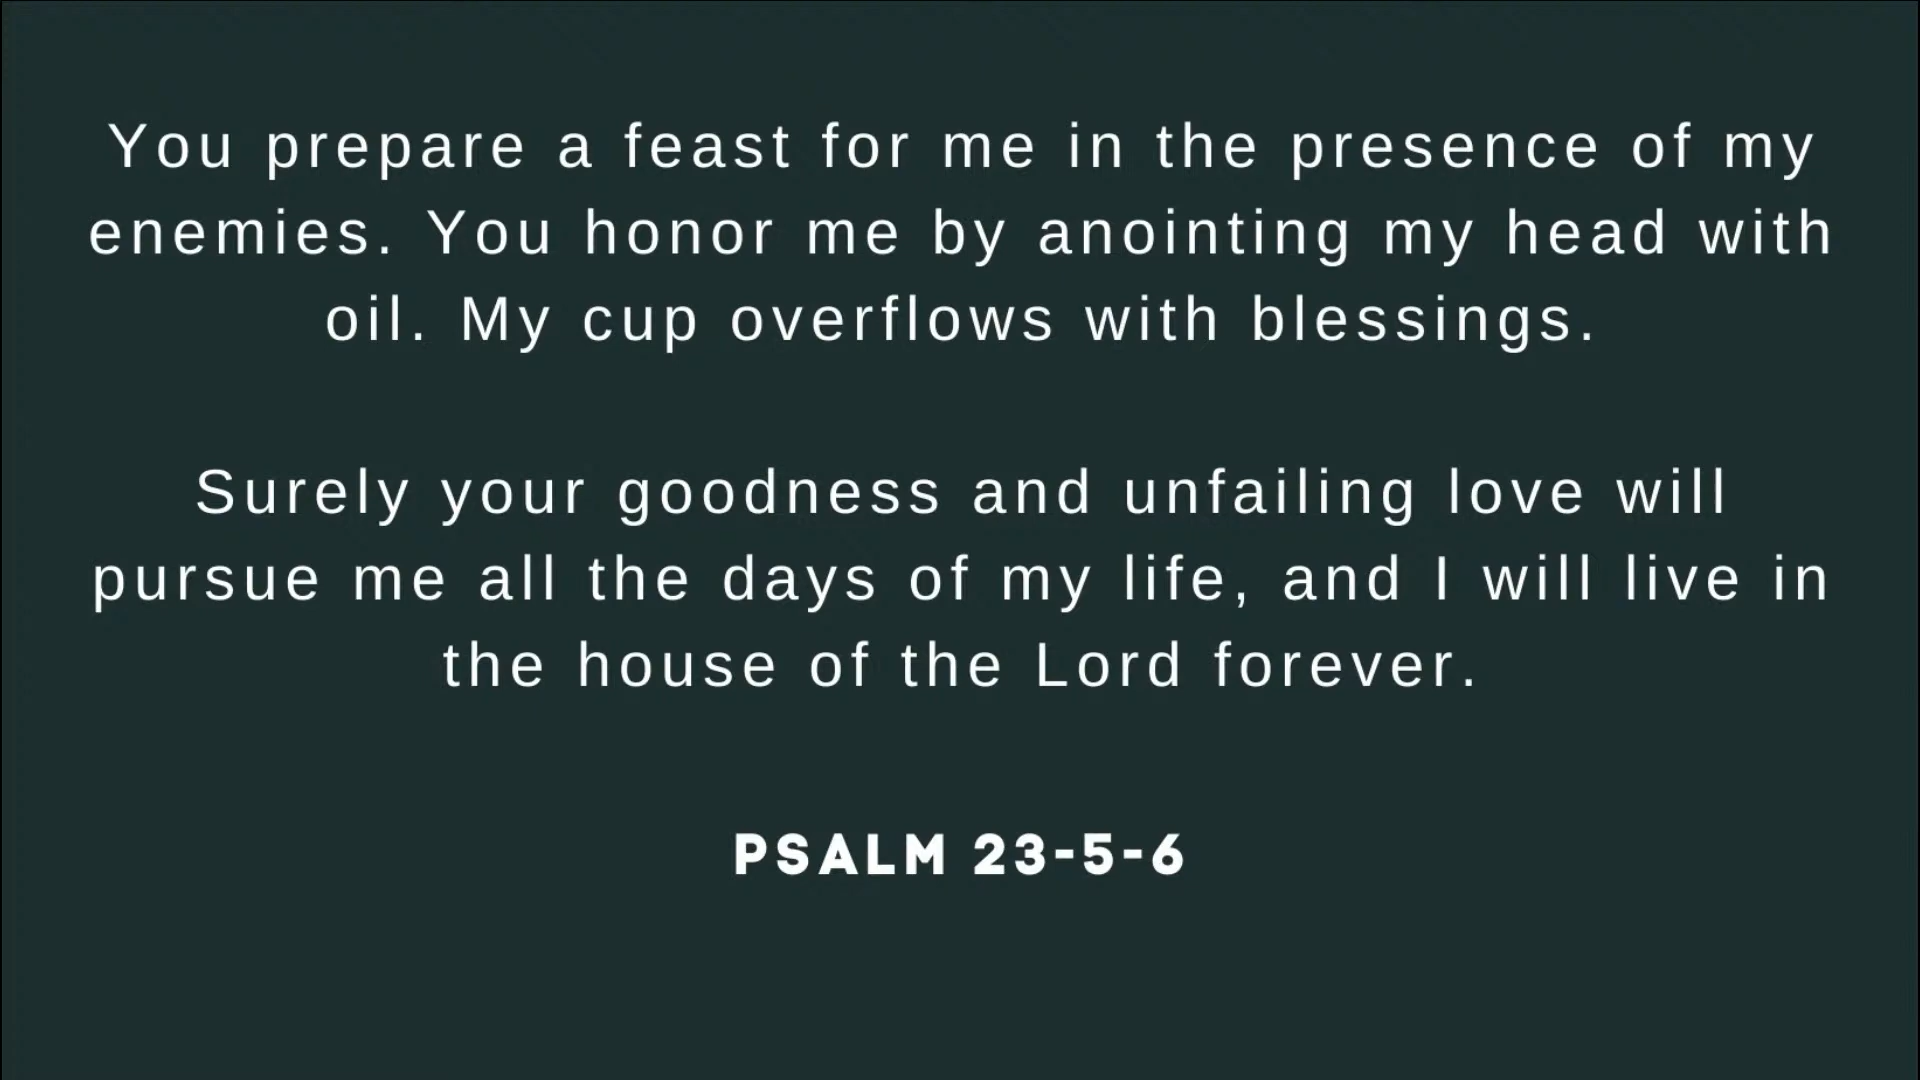 You prepare a feast for me in the presence of my
enemies. You honor me by anointing my head with
oil. My cup overflows with blessings.
Surely your goodness and unfailing love will
pursue me all the days of my life, and I will live in
the house of the Lord forever.
PSALM 23-5-6